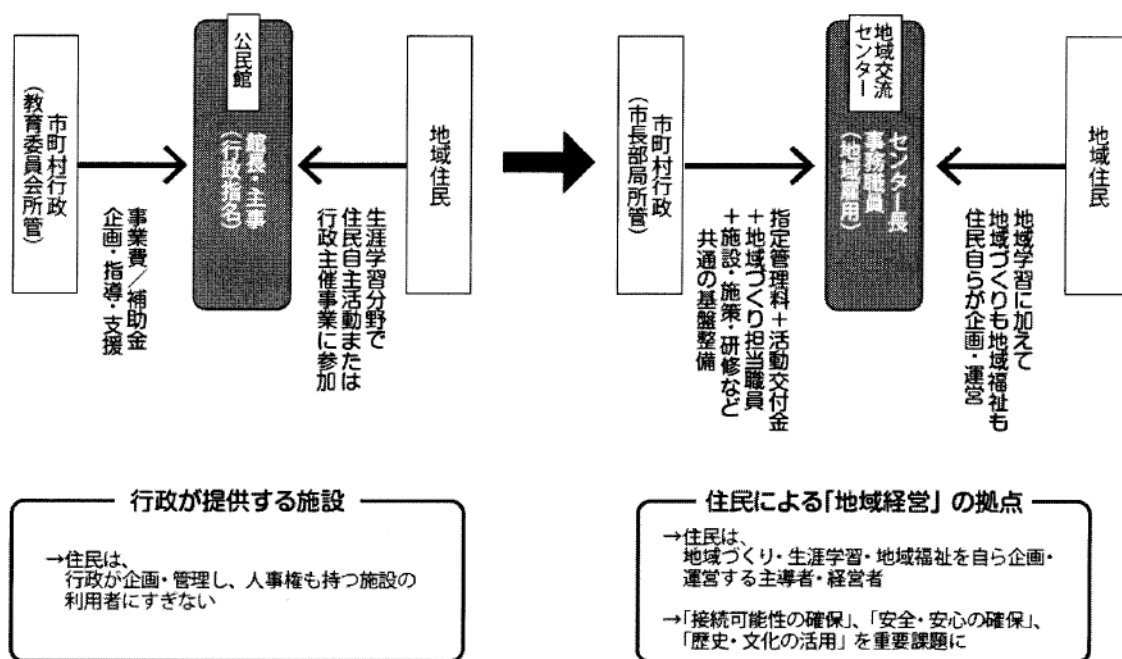 市町村行政
（教育委員会所管）
事業費／補助金
企画・指導・支援
公民館
館長・主事
（行政指名）
生涯学習分野で
住民自主活動または
行政主催事業に参加
地域住民
市町村行政
（市長部局所管）
指定管理料＋活動交付金
＋地域づくり担当職員
＋施設・施策・研修など
共通の基盤整備
地域交流
センター
センター長
事務職員
（地域雇用）
地域学習に加えて
地域づくりも地域福祉も
住民自らが企画・運営
地域住民
行政が提供する施設
→住民は、
行政が企画・管理し、人事権も持つ施設の
利用者にすぎない
住民による「地域経営」の拠点
→住民は、
地域づくり・生涯学習・地域福祉を自ら企画・
運営する主導者・経営者
→「接続可能性の確保」、「安全・安心の確保」、
「歴史・文化の活用」を重要課題に